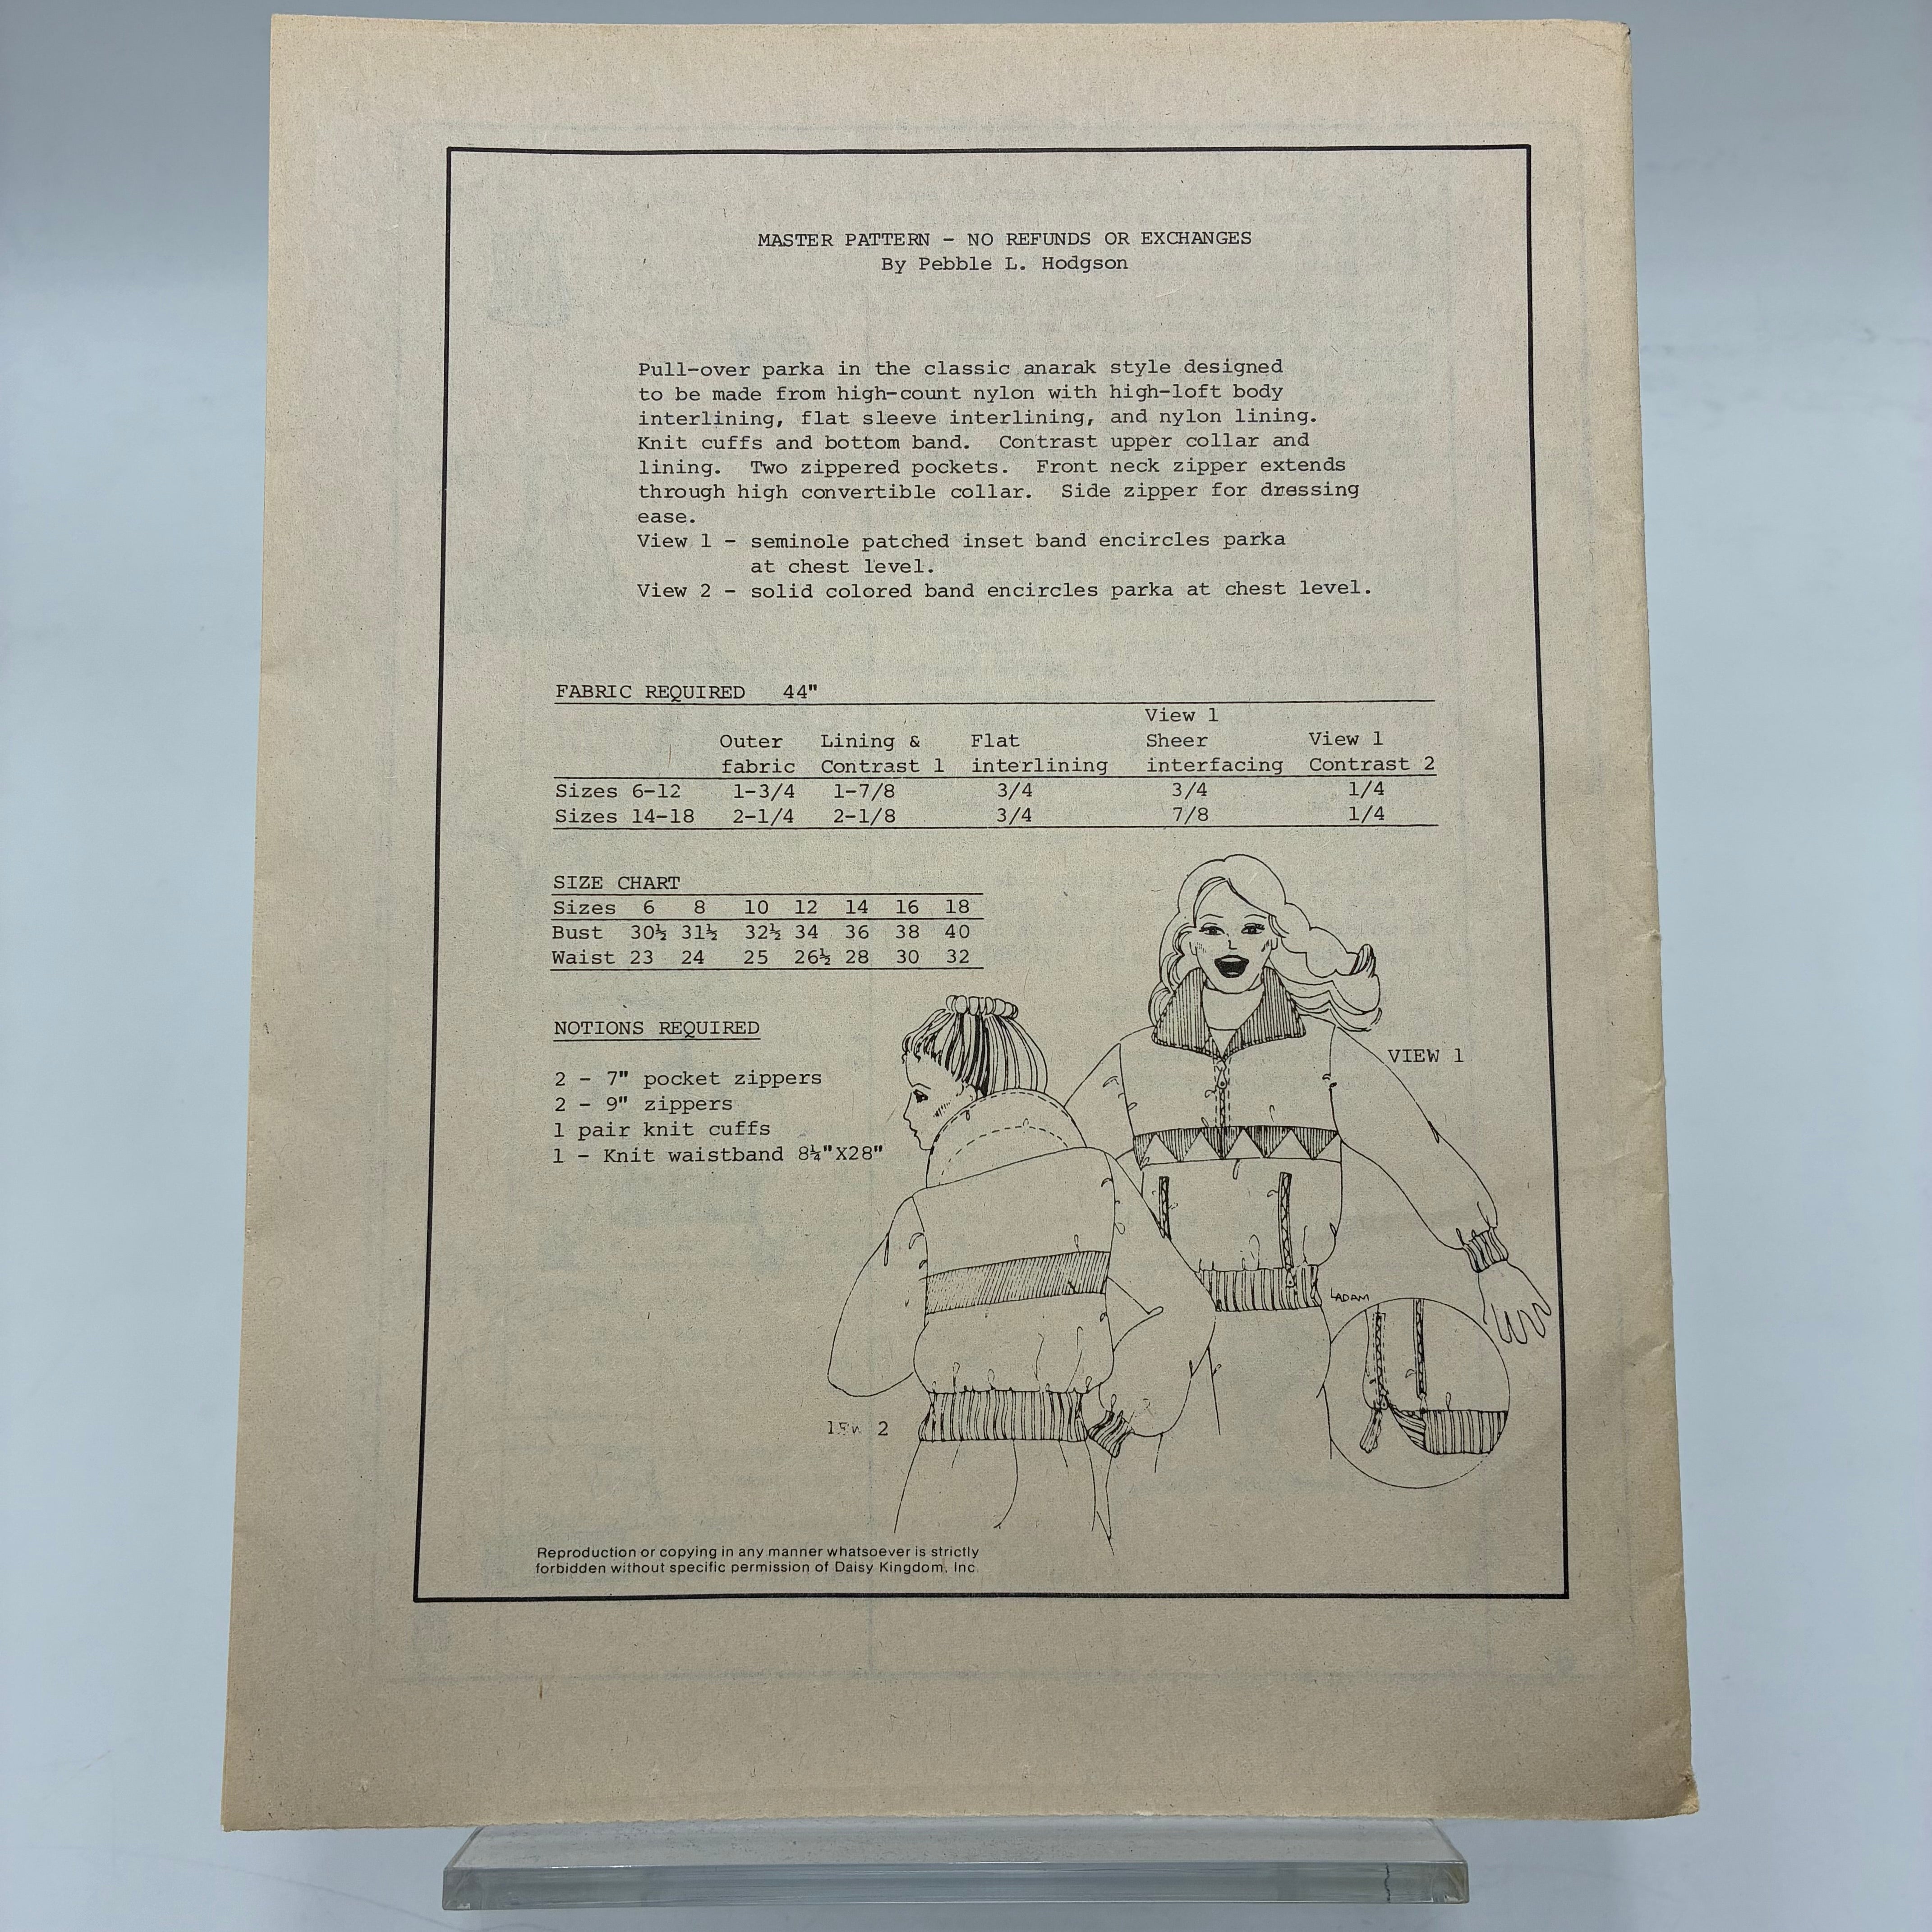 MASTER PATTERN - NO REFUNDS OR EXCHANGES
By Pebble L. Hodgson
Pull-over parka in the classic anarak style designed
to be made from high-count nylon with high-loft body
interlining, flat sleeve interlining, and nylon lining.
Knit cuffs and bottom band. Contrast upper collar and
lining. Two zippered pockets. Front neck zipper extends
through high convertible collar. Side zipper for dressing
ease.
View 1 - seminole patched inset band encircles parka
at chest level.
View 2 - solid colored band encircles parka at chest level.
FABRIC REQUIRED 44"
View 1
Outer Lining & Flat Sheer View 1
fabric Contrast 1 interlining interfacing Contrast 2
Sizes 6-12 1-3/4 1-7/8 3/4 3/4 1/4
Sizes 14-18 2-1/4 2-1/8 3/4 7/8 1/4
SIZE CHART
Sizes 6 8 10 12 14 16 18
Bust 30½ 31½ 32½ 34 36 38 40
Waist 23 24 25 26½ 28 30 32
NOTIONS REQUIRED
2 - 7" pocket zippers
2 - 9" zippers
1 pair knit cuffs
1 - Knit waistband 8¼"X28"
VIEW 1
LADAM
2
Reproduction or copying in any manner whatsoever is strictly
forbidden without specific permission of Daisy Kingdom, Inc.